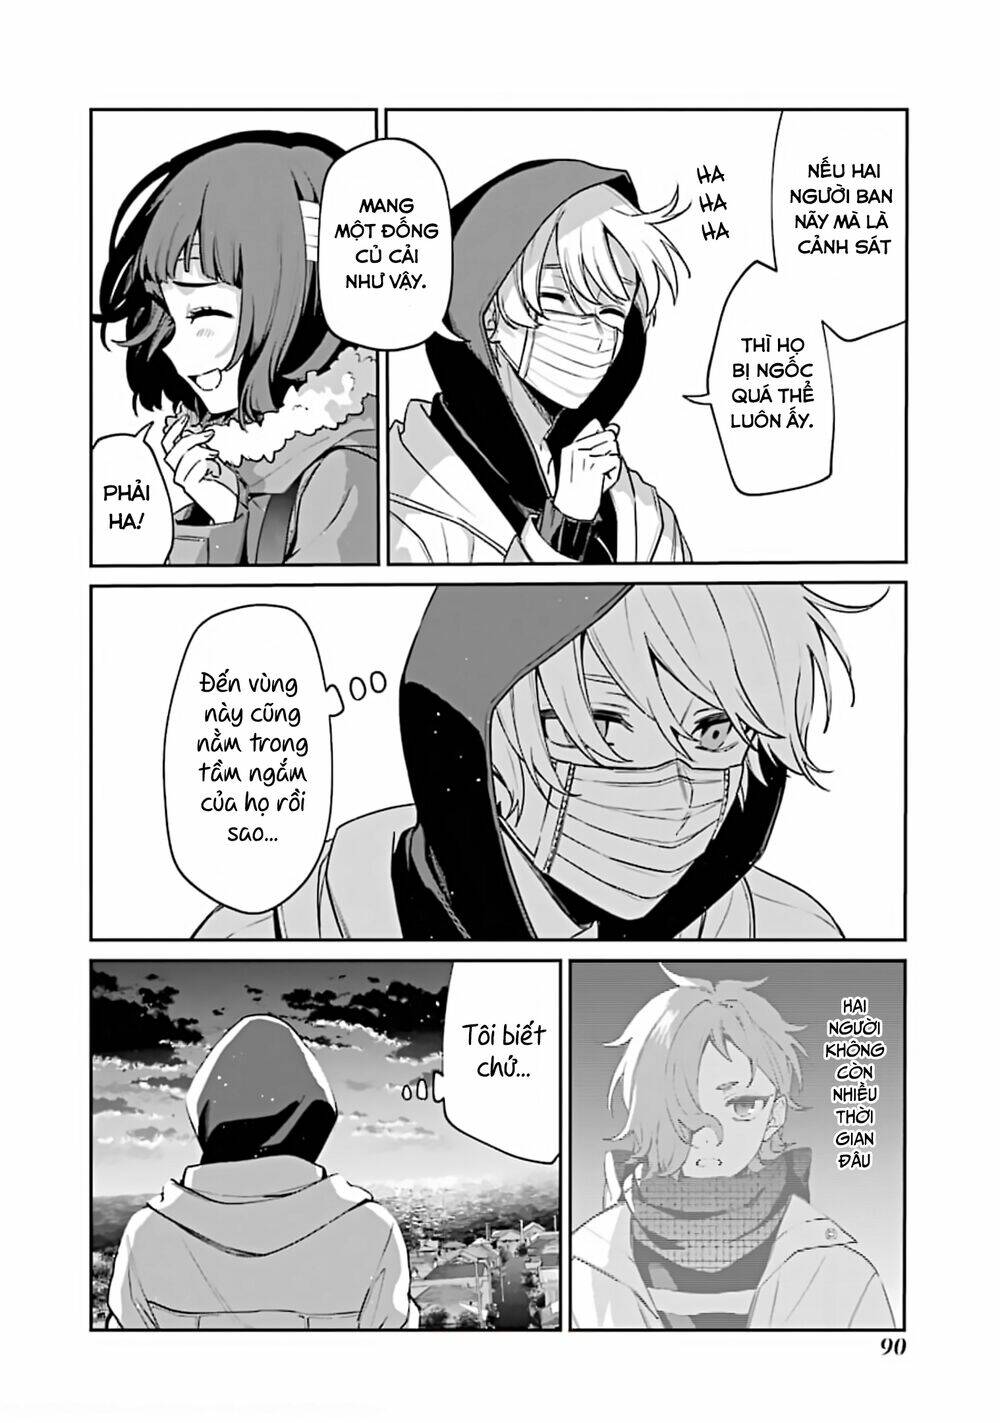 NẾU HAI
NGƯỜI BAN
NÃY MÀ LÀ
CẢNH SÁT
THÌ HỌ
BỊ NGỐC
QUÁ THỂ
LUÔN ẤY.
HA
HA
HA
MANG
MỘT ĐỐNG
CỦ CẢI
NHƯ VẬY.
PHẢI
HA!
Đến vùng
này cũng
nằm trong
tầm ngắm
của họ rồi
sao...
HAI
NGƯỜI
KHÔNG
CÒN
NHIỀU
THỜI
GIAN
ĐÂU
Tôi biết
chứ...
90